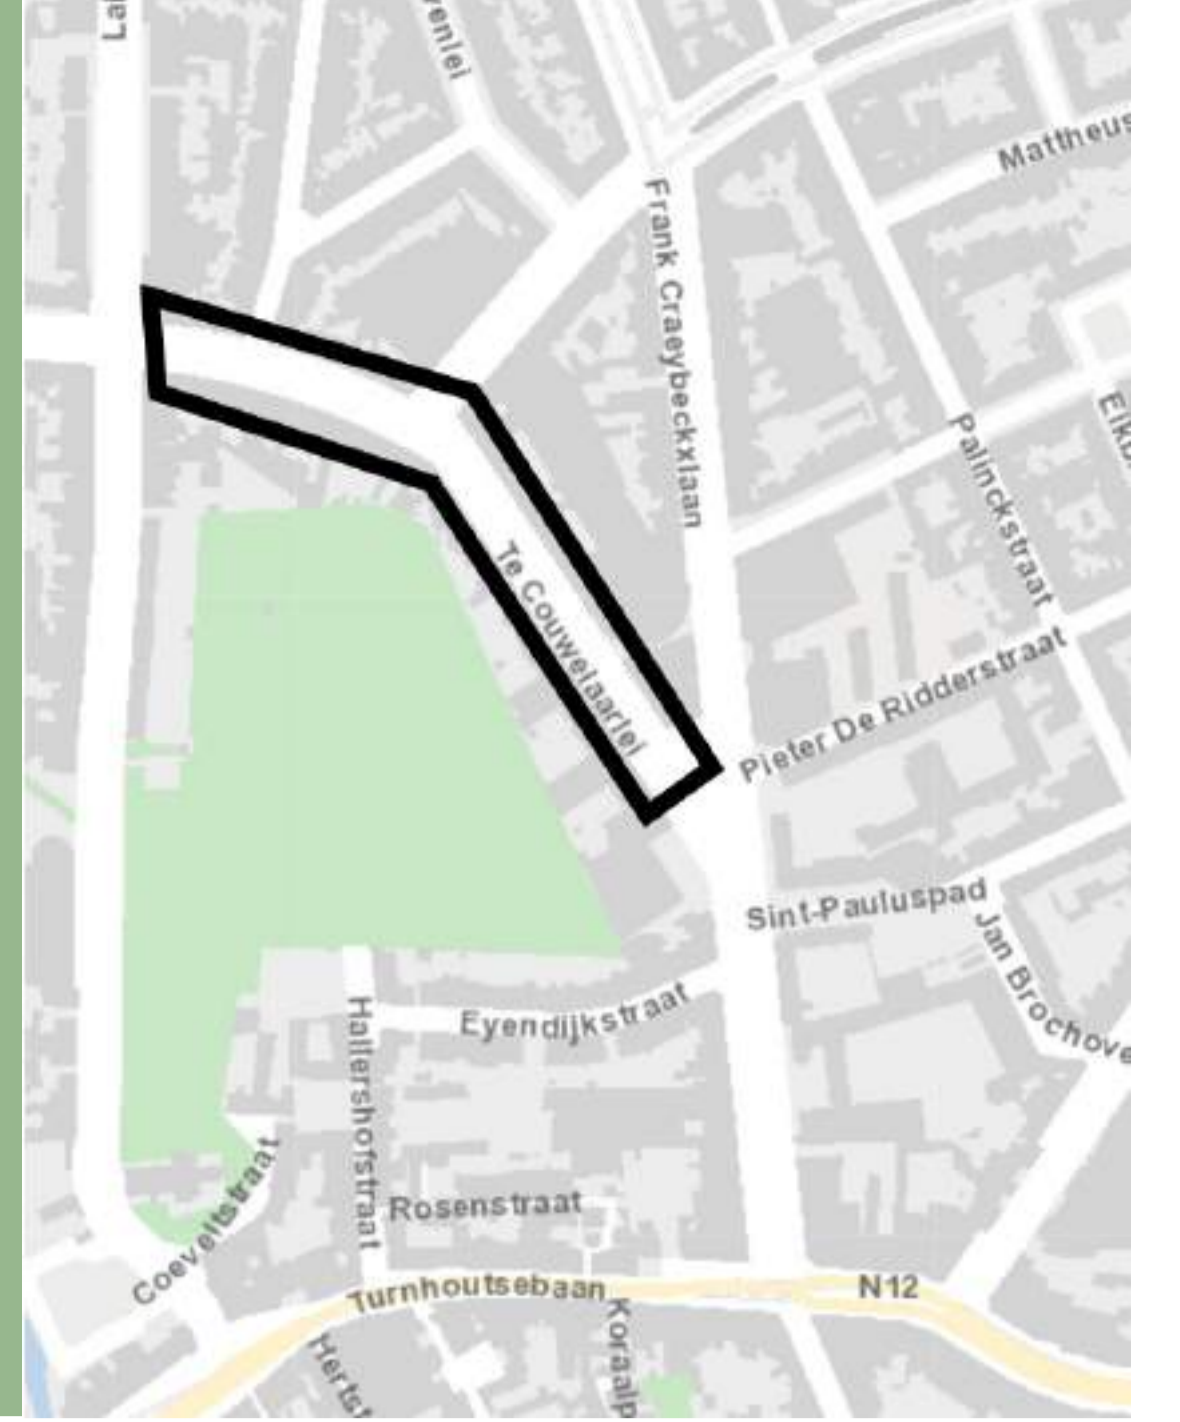 Mattheus
Frank Craeybeckxlaan
Palinckstraat
Te Couwelaarlei
Pieter De Ridderstraat
Sint-Pauluspad
Jan Brochove
Eyendijkstraat
Hallershofstraat
Rosenstraat
Coeveltstraat
Turnhoutsebaan
N12
Koraalp